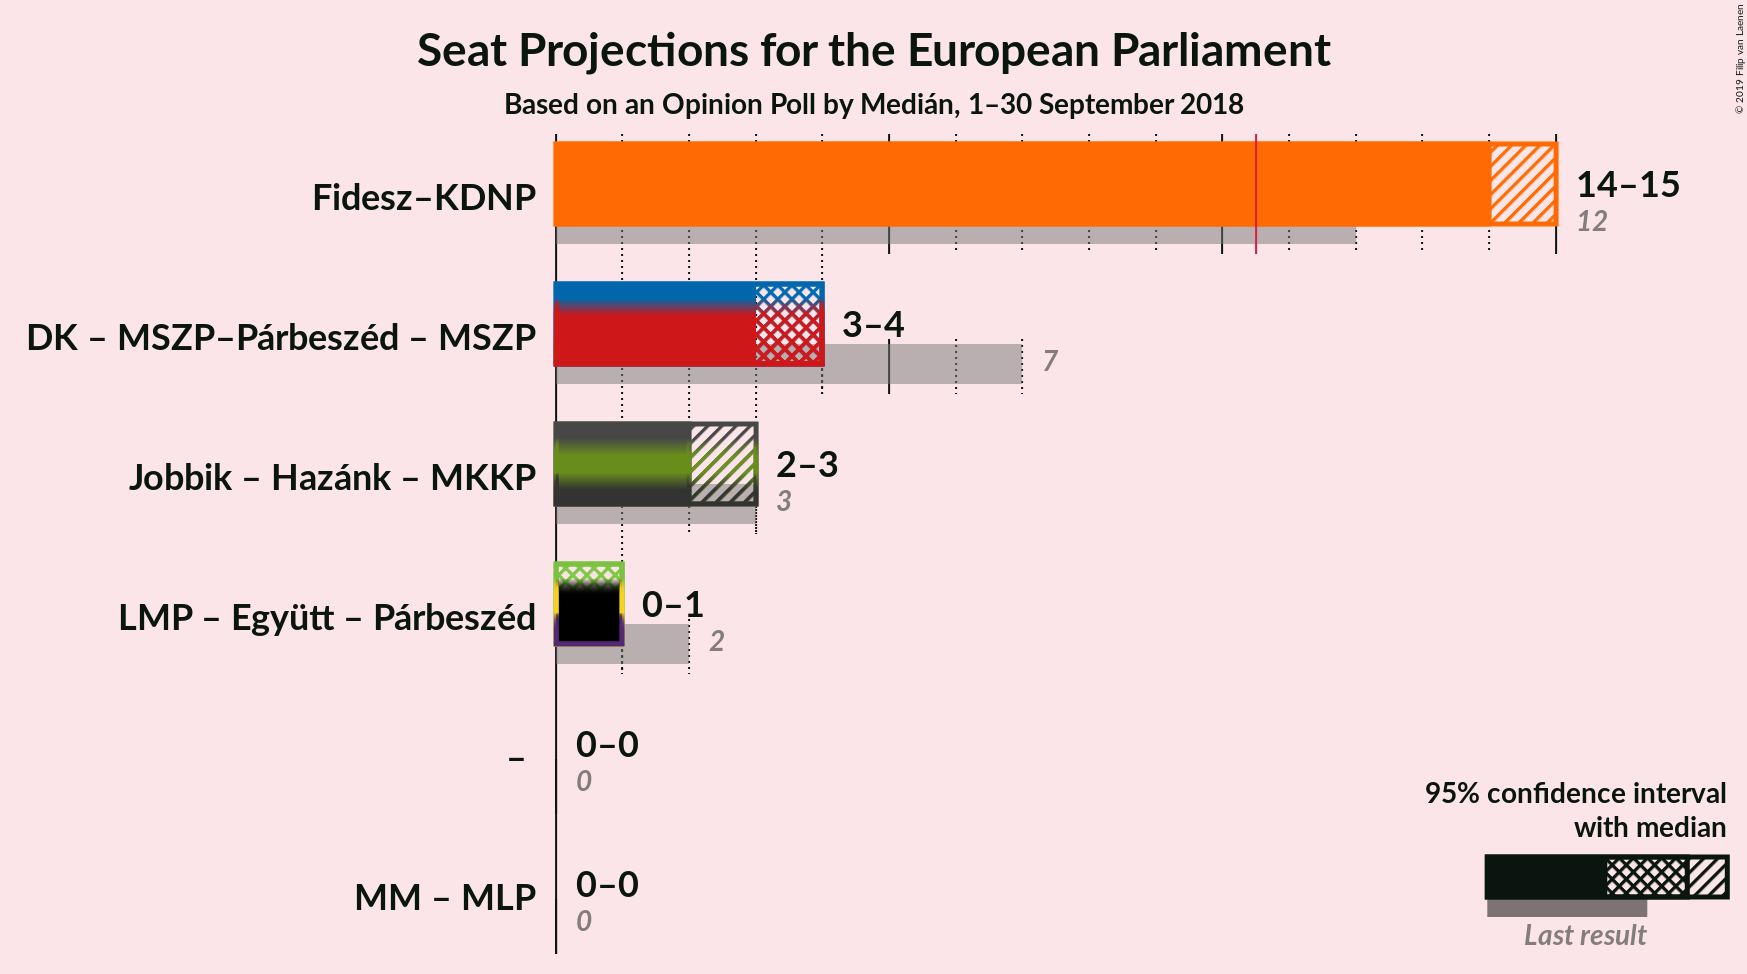 Seat Projections for the European Parliament
Based on an Opinion Poll by Medián, 1–30 September 2018
© 2019 Filip van Laenen
Fidesz–KDNP
14–15
12
DK – MSZP–Párbeszéd – MSZP
3–4
7
Jobbik – Hazánk – MKKP
2–3
3
LMP – Együtt – Párbeszéd
0–1
2
–
0–0
0
MM – MLP
0–0
0
95% confidence interval
with median
Last result